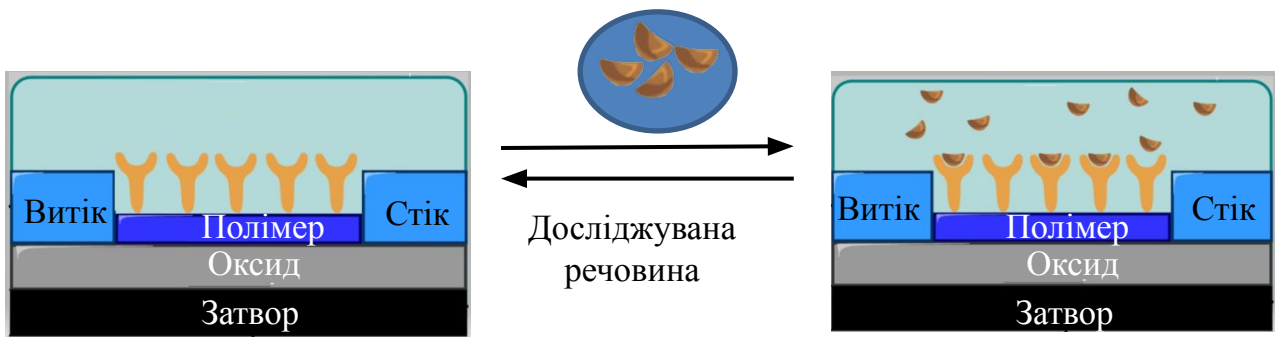 Витік
Стік
Полімер
Оксид
Затвор
Досліджувана
речовина
Витік
Стік
Полімер
Оксид
Затвор